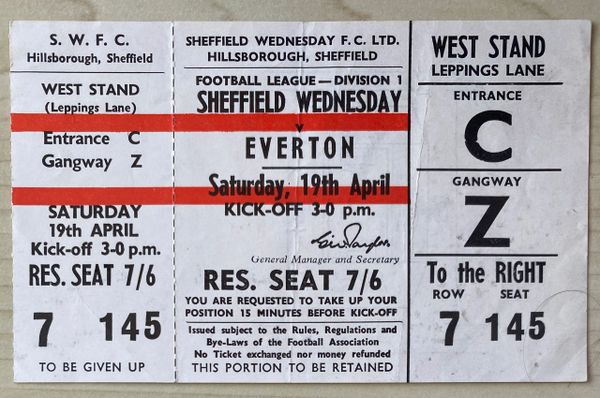 S. W. F. C.
Hillsborough, Sheffield
WEST STAND
(Leppings Lane)
Entrance C
Gangway Z
SATURDAY
19th APRIL
Kick-off 3-0 p.m.
RES. SEAT 7/6
7 145
TO BE GIVEN UP
SHEFFIELD WEDNESDAY F.C. LTD.
HILLSBOROUGH, SHEFFIELD
FOOTBALL LEAGUE — DIVISION 1
SHEFFIELD WEDNESDAY
v
EVERTON
Saturday, 19th April
KICK-OFF 3-0 p.m.
General Manager and Secretary
RES. SEAT 7/6
YOU ARE REQUESTED TO TAKE UP YOUR
POSITION 15 MINUTES BEFORE KICK-OFF
Issued subject to the Rules, Regulations and
Bye-Laws of the Football Association
No Ticket exchanged nor money refunded
THIS PORTION TO BE RETAINED
WEST STAND
LEPPINGS LANE
ENTRANCE
C
GANGWAY
Z
To the RIGHT
ROW SEAT
7 145